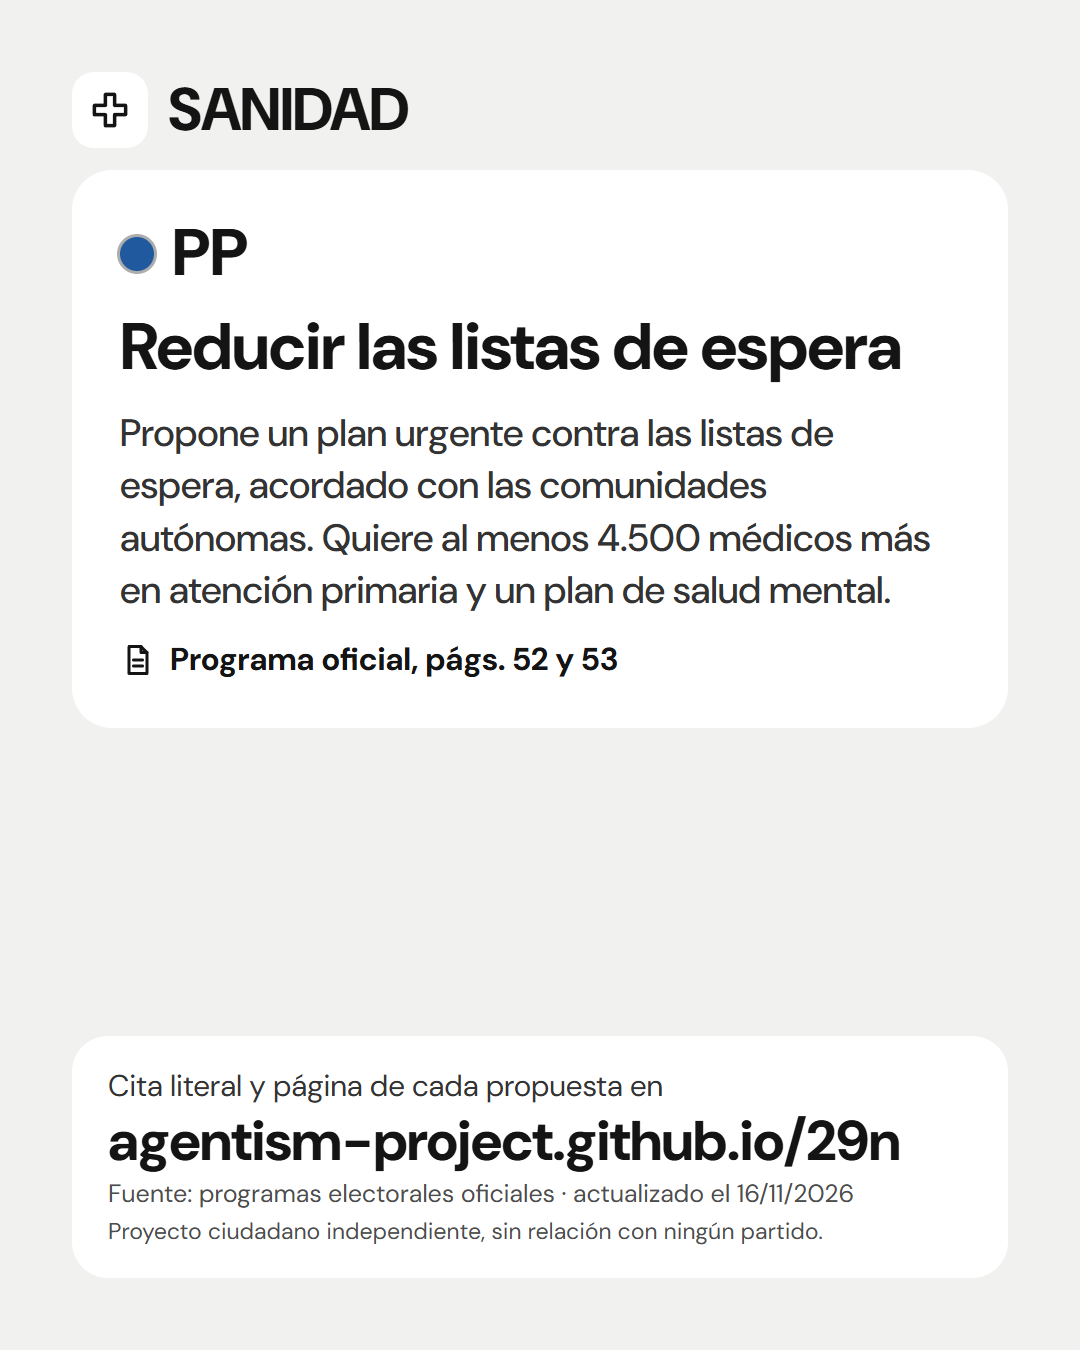 SANIDAD
PP
Reducir las listas de espera
Propone un plan urgente contra las listas de
espera, acordado con las comunidades
autónomas. Quiere al menos 4.500 médicos más
en atención primaria y un plan de salud mental.
Programa oficial, págs. 52 y 53
Cita literal y página de cada propuesta en
agentism-project.github.io/29n
Fuente: programas electorales oficiales · actualizado el 16/11/2026
Proyecto ciudadano independiente, sin relación con ningún partido.